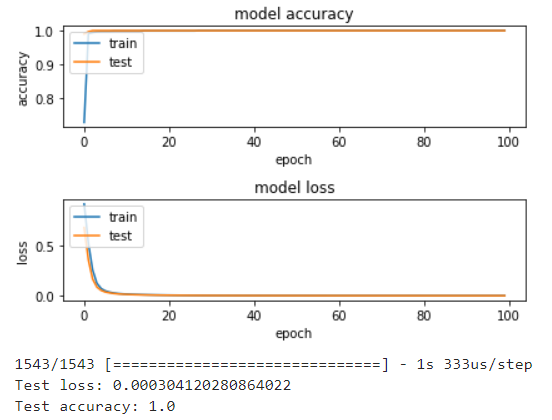 model accuracy
1.0
0.9
0.8
accuracy
train
test
0 20 40 60 80 100
epoch
model loss
0.5
0.0
loss
train
test
0 20 40 60 80 100
epoch
1543/1543 [==============================] - 1s 333us/step
Test loss: 0.000304120280864022
Test accuracy: 1.0